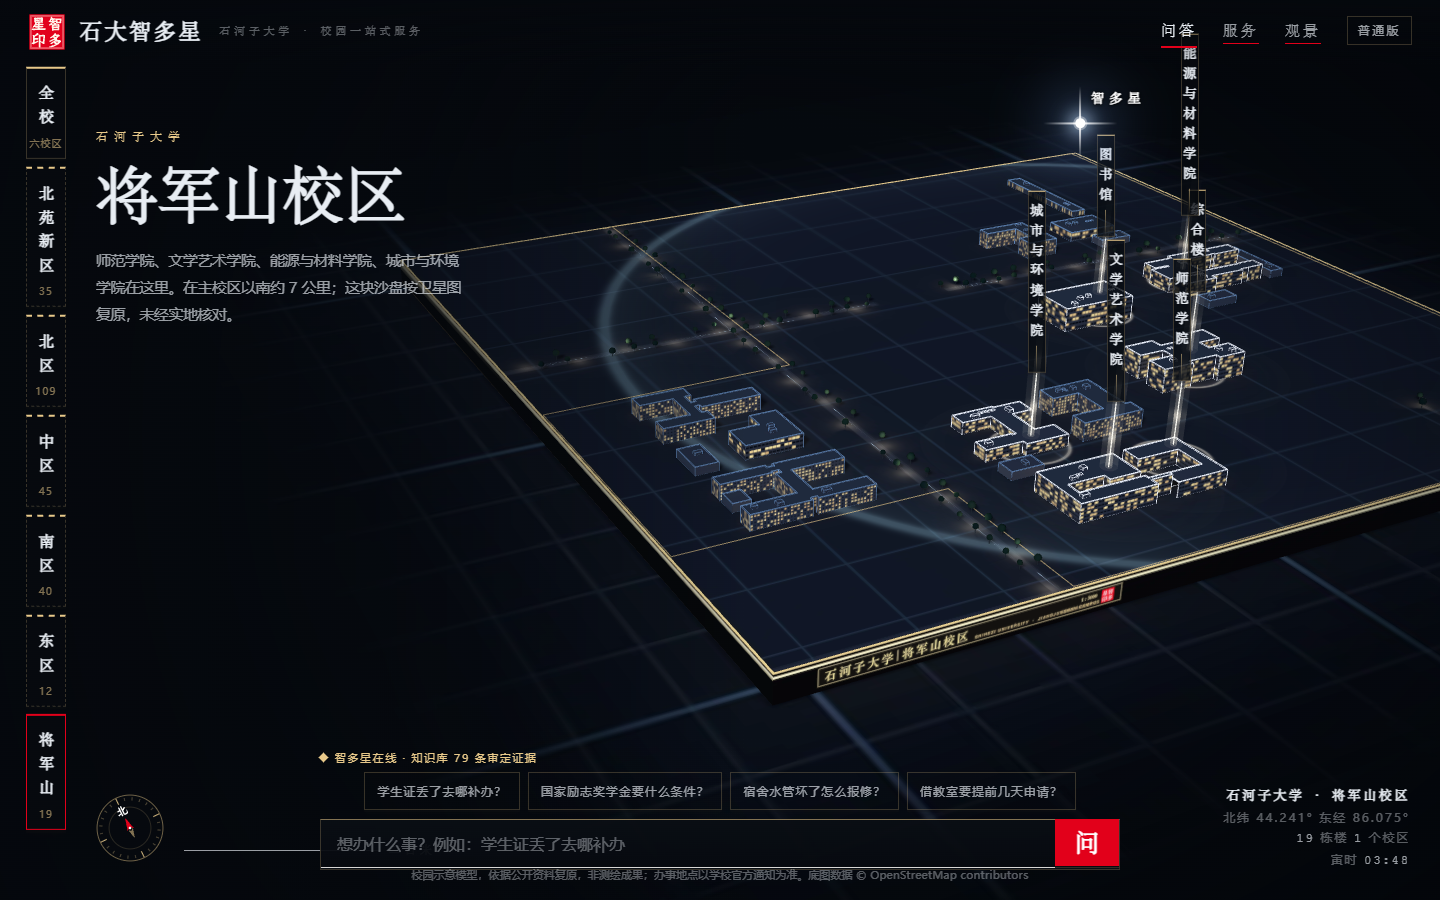 智多星印
石大智多星
石河子大学 · 校园一站式服务
问答
服务
观景
普通版
全校
六校区
北苑新区
35
北区
109
中区
45
南区
40
东区
12
将军山
19
石河子大学
将军山校区
师范学院、文学艺术学院、能源与材料学院、城市与环境
学院在这里。在主校区以南约 7 公里；这块沙盘按卫星图
复原，未经实地核对。
智多星
能源与材料学院
图书馆
城市与环境学院
综合楼
文学艺术学院
师范学院
石河子大学|将军山校区
北
◆ 智多星在线 · 知识库 79 条审定证据
学生证丢了去哪补办？
国家励志奖学金要什么条件？
宿舍水管坏了怎么报修？
借教室要提前几天申请？
想办什么事？例如：学生证丢了去哪补办
问
校园示意模型，依据公开资料复原，非测绘成果；办事地点以学校官方通知为准。底图数据 © OpenStreetMap contributors
石河子大学 · 将军山校区
北纬 44.241° 东经 86.075°
19 栋楼 1 个校区
寅时 03:48